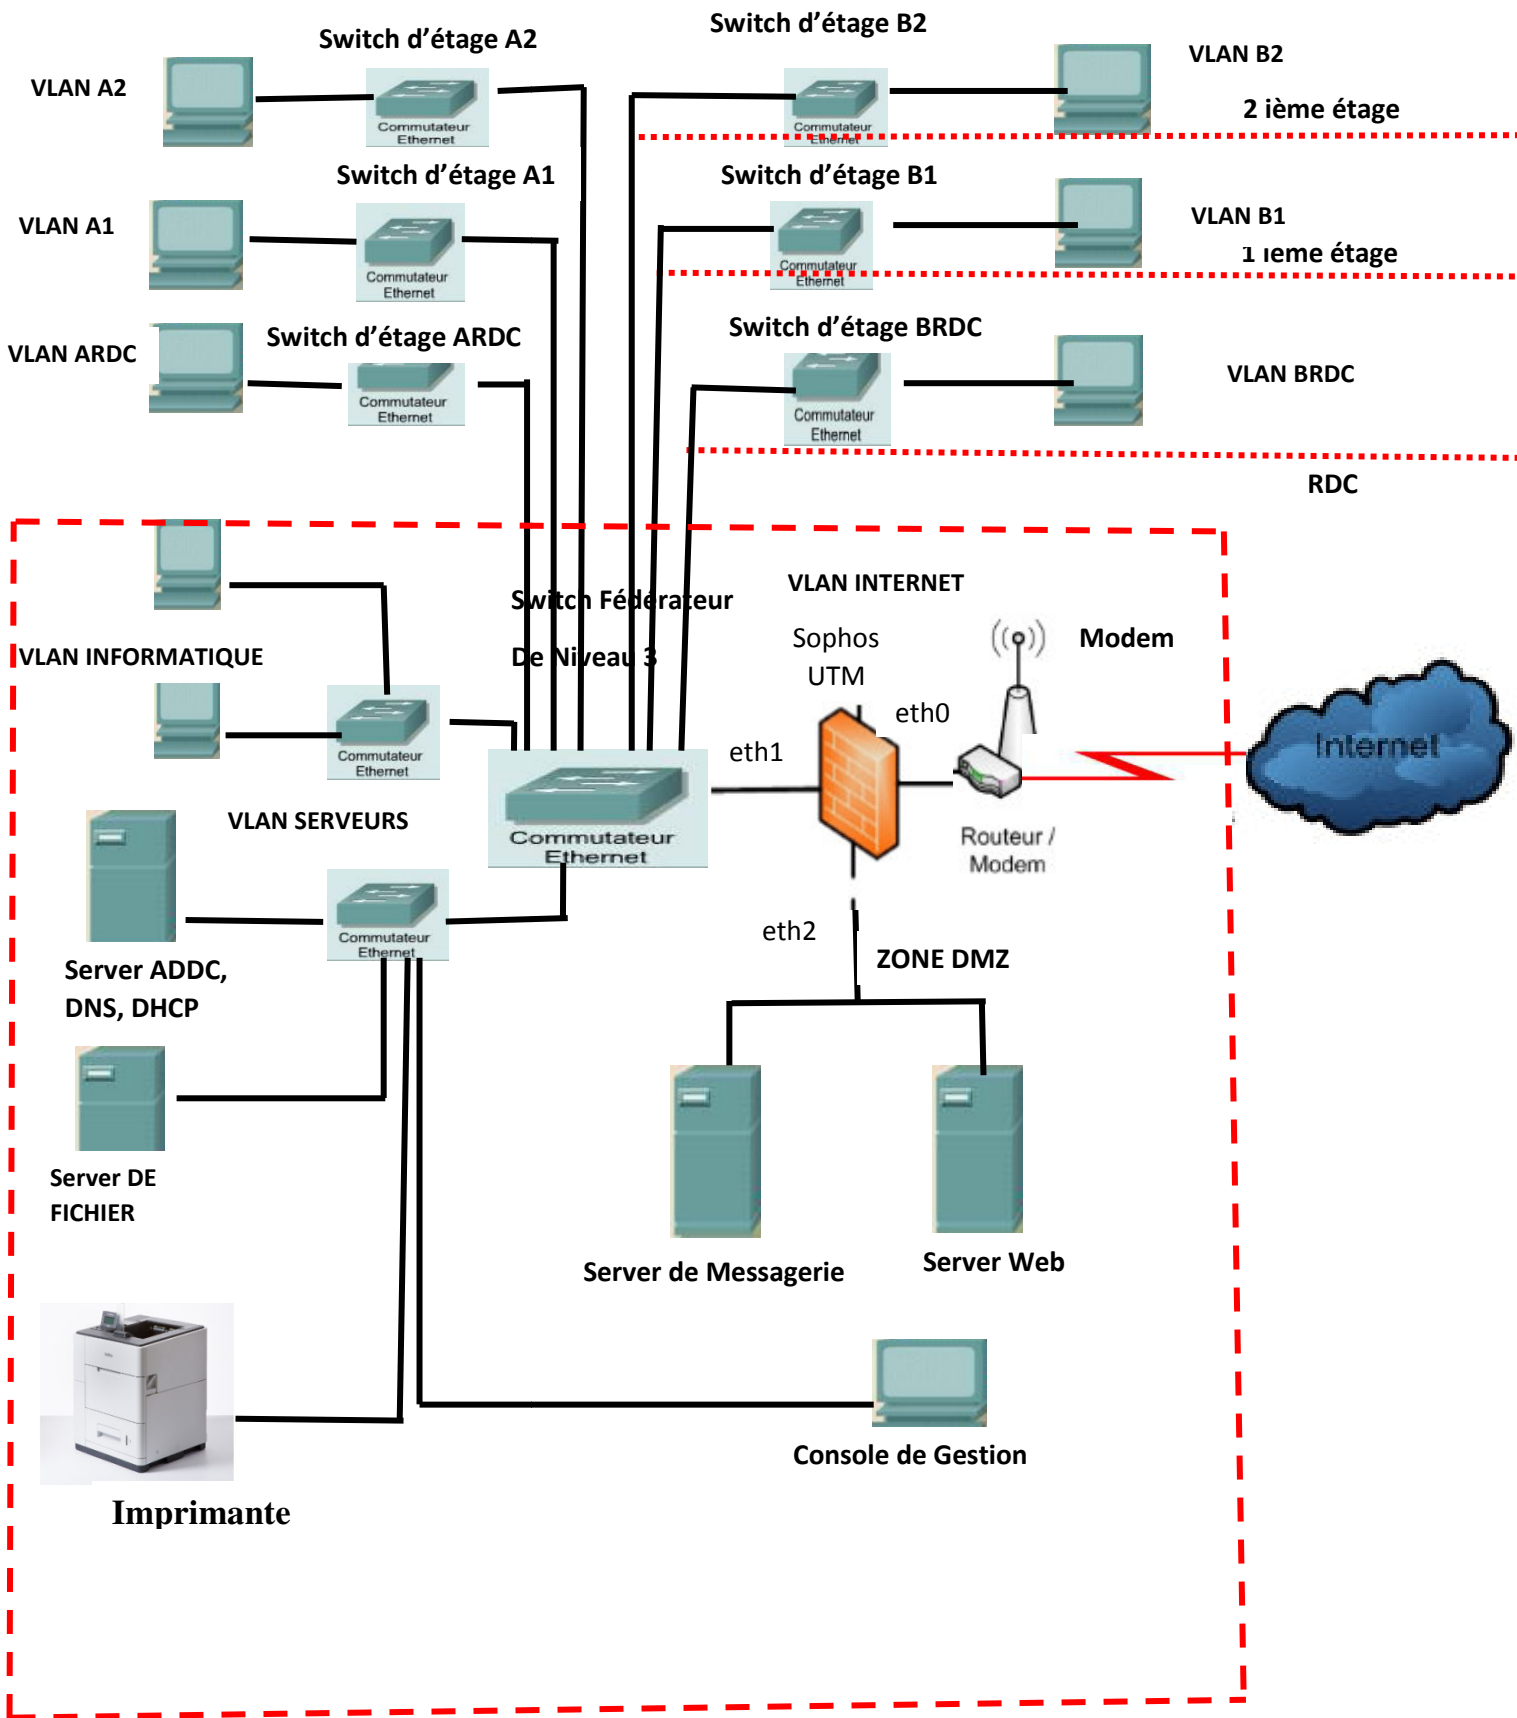 Switch d'étage A2
Switch d'étage B2
VLAN A2
VLAN B2
2 ième étage
Commutateur
Ethernet
Commutateur
Ethernet
Switch d'étage A1
Switch d'étage B1
VLAN A1
VLAN B1
1 ième étage
Commutateur
Ethernet
Commutateur
Ethernet
Switch d'étage ARDC
Switch d'étage BRDC
VLAN ARDC
VLAN BRDC
Commutateur
Ethernet
Commutateur
Ethernet
RDC
Switch Fédérateur
De Niveau 3
VLAN INTERNET
Sophos
UTM
Modem
VLAN INFORMATIQUE
eth0
eth1
Internet
Commutateur
Ethernet
VLAN SERVEURS
Commutateur
Ethernet
Routeur /
Modem
Commutateur
Ethernet
eth2
ZONE DMZ
Server ADDC,
DNS, DHCP
Server DE
FICHIER
Server de Messagerie
Server Web
Console de Gestion
Imprimante